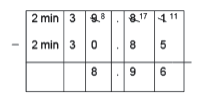 2 min 3 9 8 . 8 17 1 11
− 2 min 3 0 . 8 5
8 . 9 6